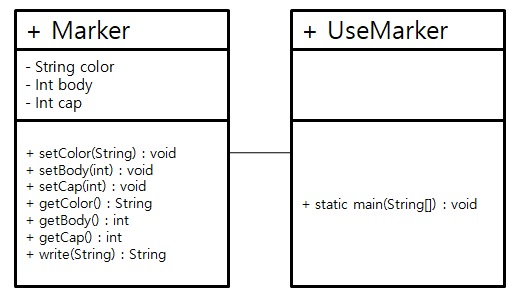 + Marker
- String color
- Int body
- Int cap
+ setColor(String) : void
+ setBody(int) : void
+ setCap(int) : void
+ getColor() : String
+ getBody() : int
+ getCap() : int
+ write(String) : String
+ UseMarker
+ static main(String[]) : void